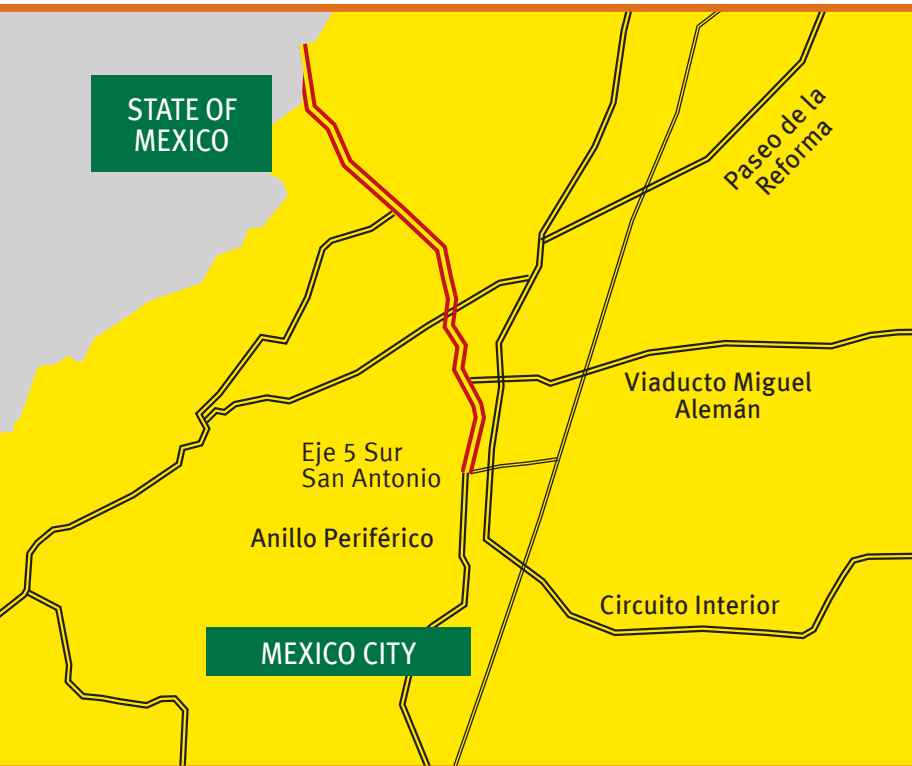 STATE OF
MEXICO
Paseo de la
Reforma
Viaducto Miguel
Alemán
Eje 5 Sur
San Antonio
Anillo Periférico
Circuito Interior
MEXICO CITY